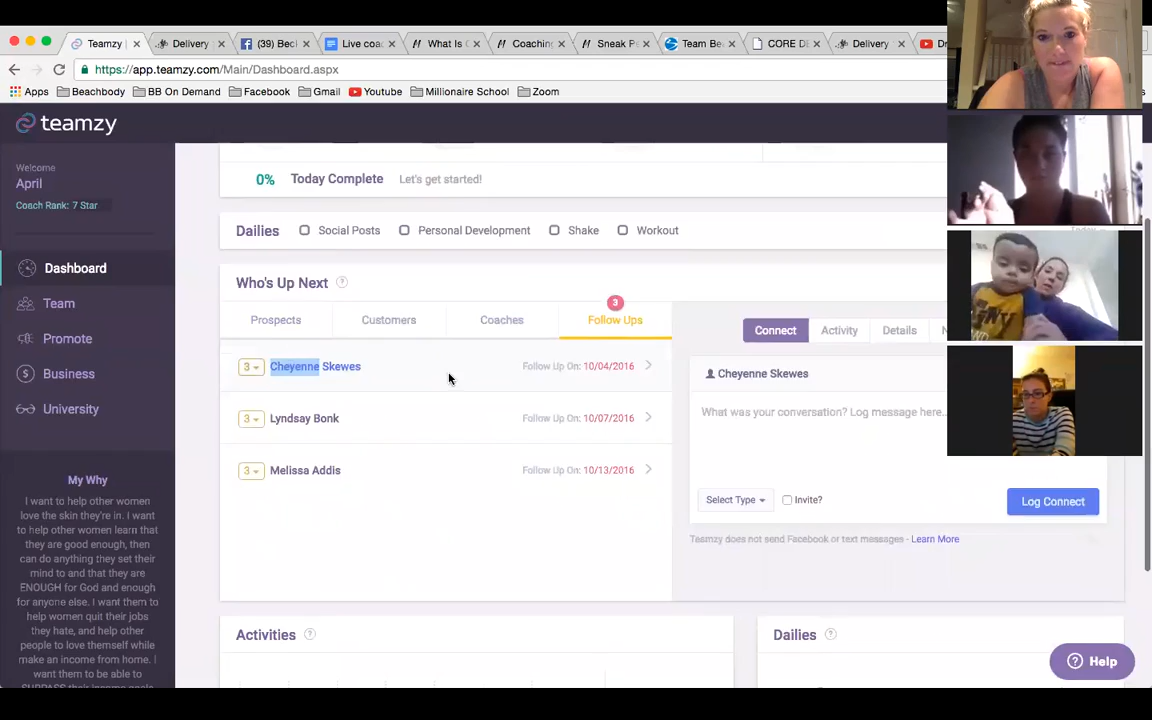 Teamzy |
Delivery
(39) Beci
Live coa
What Is C
Coaching
Sneak P
Team Be
CORE D
Delivery
https://app.teamzy.com/Main/Dashboard.aspx
Apps
Beachbody
BB On Demand
Facebook
Gmail
Youtube
Millionaire School
Zoom
teamzy
Welcome
April
Coach Rank: 7 Star
Dashboard
Team
Promote
Business
University
My Why
I want to help other women
love the skin they're in. I want
to help other women learn that
they are good enough, then
can do anything they set their
mind to and that they are
ENOUGH for God and enough
for anyone else. I want them to
help women quit their jobs
they hate, and help other
people to love themself while
make an income from home. I
want them to be able to
SURPASS their income goals
0% Today Complete Let's get started!
Dailies Social Posts Personal Development Shake Workout
Who's Up Next ?
Prospects Customers Coaches Follow Ups 3
3 Cheyenne Skewes Follow Up On: 10/04/2016
3 Lyndsay Bonk Follow Up On: 10/07/2016
3 Melissa Addis Follow Up On: 10/13/2016
Connect Activity Details N
Cheyenne Skewes
What was your conversation? Log message here..
Select Type Invite? Log Connect
Teamzy does not send Facebook or text messages - Learn More
Activities ?
Dailies ?
? Help